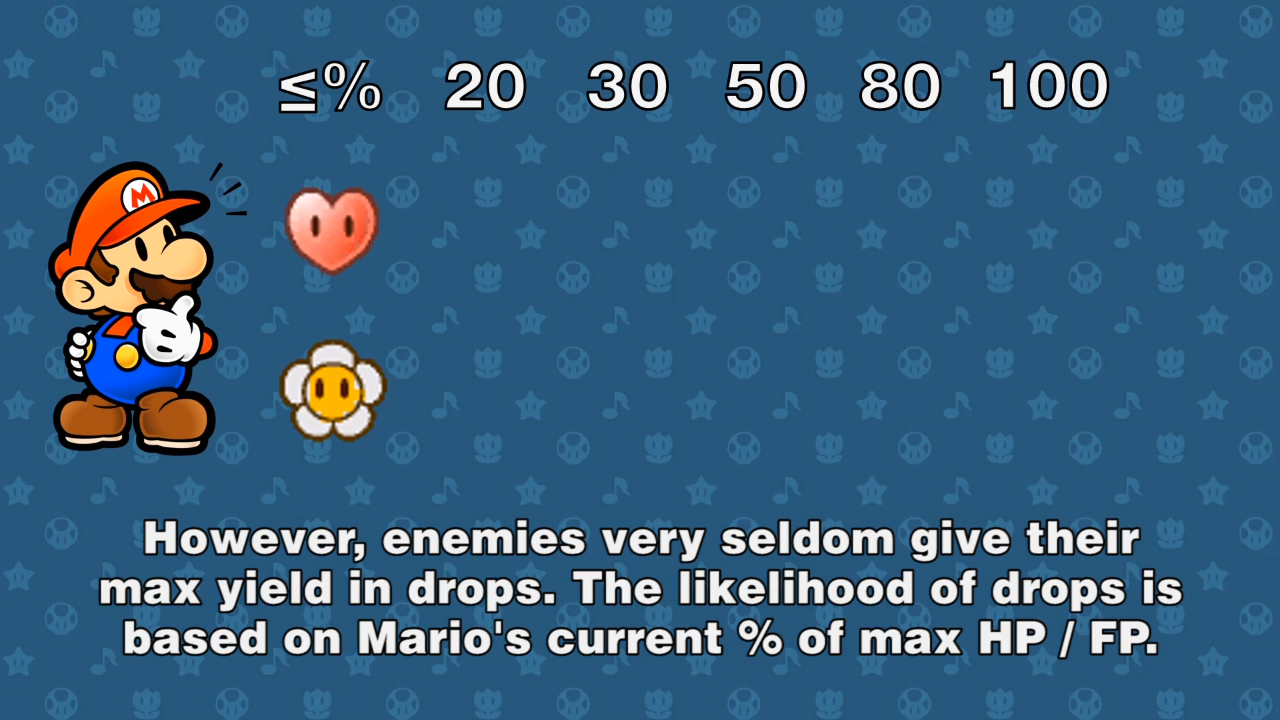 ≤% 20 30 50 80 100
M
However, enemies very seldom give their
max yield in drops. The likelihood of drops is
based on Mario's current % of max HP / FP.